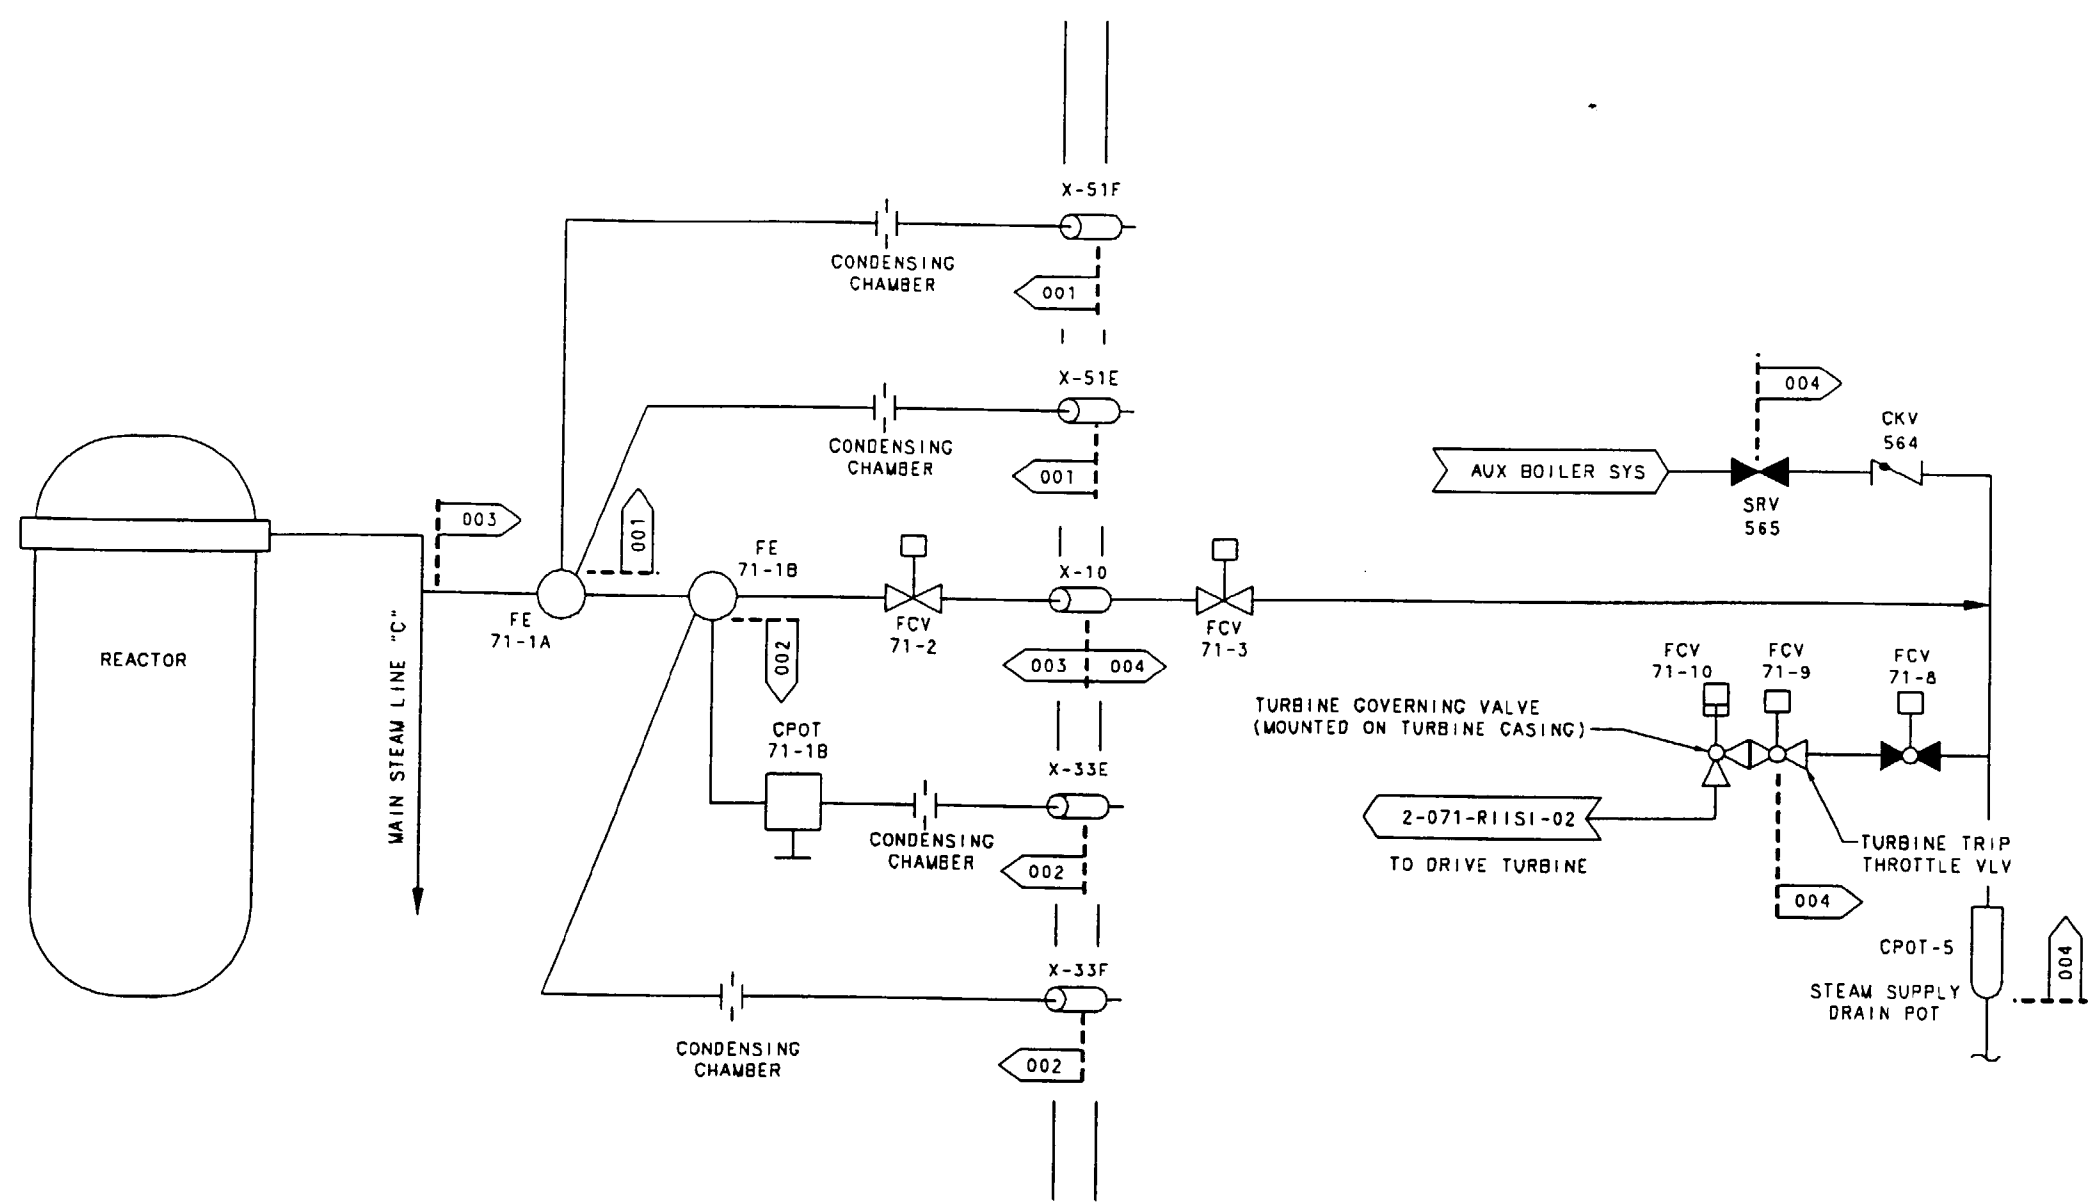 X-51F
CONDENSING
CHAMBER
001
X-51E
CONDENSING
CHAMBER
001
004
CKV
564
AUX BOILER SYS
SRV
565
003
001
FE
71-1B
X-10
FE
71-1A
FCV
71-2
FCV
71-3
REACTOR
MAIN STEAM LINE "C"
002
003
004
FCV
71-10
FCV
71-9
FCV
71-8
TURBINE GOVERNING VALVE
(MOUNTED ON TURBINE CASING)
CPOT
71-1B
X-33E
CONDENSING
CHAMBER
002
2-071-R11S1-02
TO DRIVE TURBINE
TURBINE TRIP
THROTTLE VLV
004
CPOT-5
004
STEAM SUPPLY
DRAIN POT
X-33F
CONDENSING
CHAMBER
002